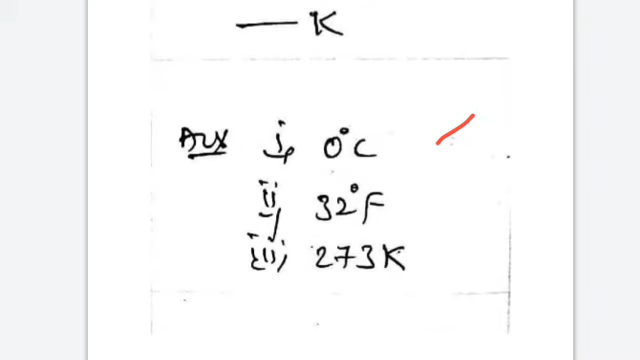 —— K
Ans i, 0°C
ii, 32°F
iii, 273K